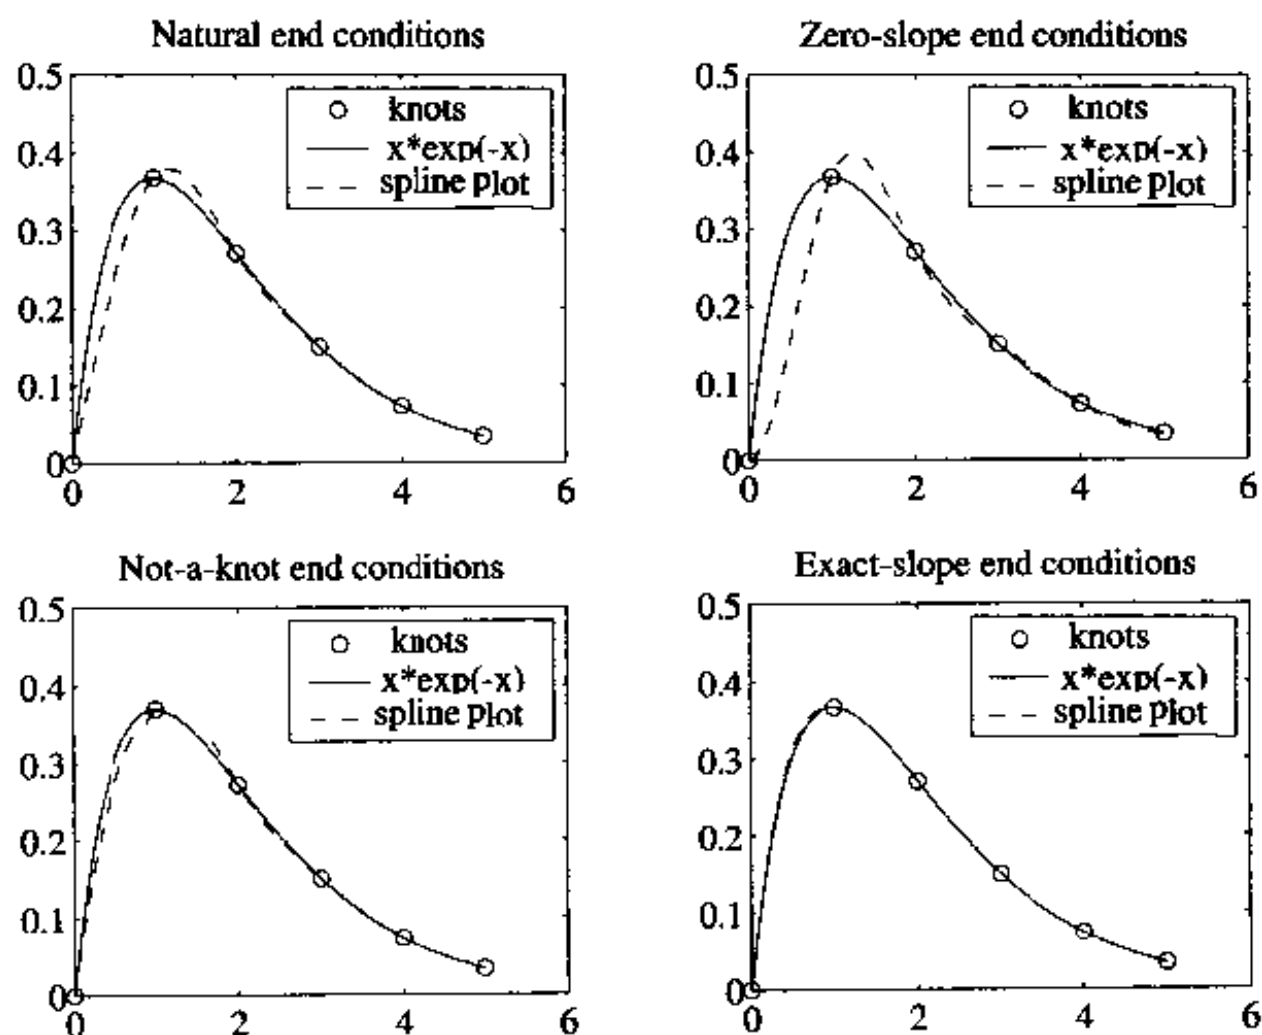 Natural end conditions
0.5
0.4
0.3
0.2
0.1
0
0 2 4 6
knots
x*exp(-x)
spline plot
Zero-slope end conditions
0.5
0.4
0.3
0.2
0.1
0
0 2 4 6
knots
x*exp(-x)
spline plot
Not-a-knot end conditions
0.5
0.4
0.3
0.2
0.1
0
0 2 4 6
knots
x*exp(-x)
spline plot
Exact-slope end conditions
0.5
0.4
0.3
0.2
0.1
0
0 2 4 6
knots
x*exp(-x)
spline plot